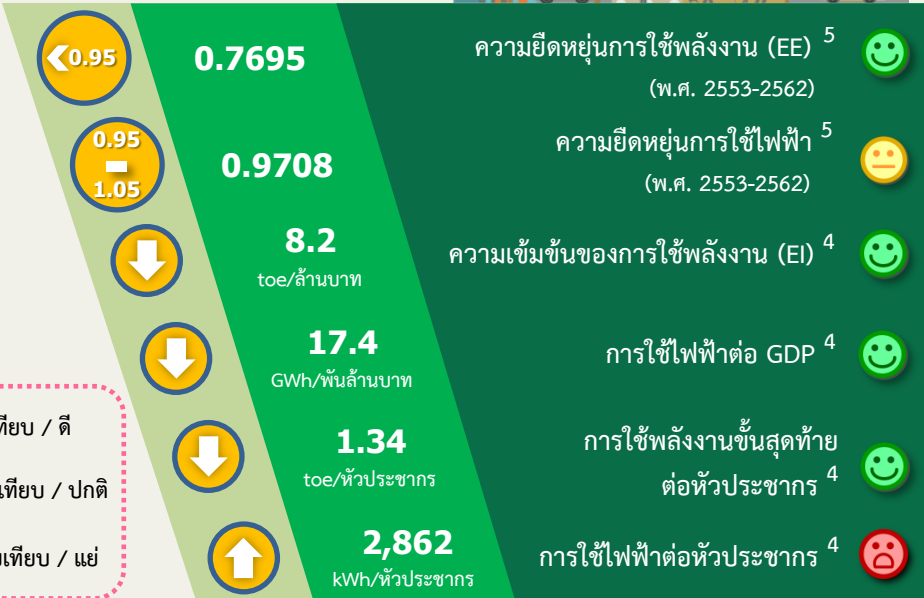 0.95
0.7695
ความยืดหยุ่นการใช้พลังงาน (EE) 5
(พ.ศ. 2553-2562)
0.95
1.05
0.9708
ความยืดหยุ่นการใช้ไฟฟ้า 5
(พ.ศ. 2553-2562)
8.2
toe/ล้านบาท
ความเข้มข้นของการใช้พลังงาน (EI) 4
17.4
GWh/พันล้านบาท
การใช้ไฟฟ้าต่อ GDP 4
1.34
toe/หัวประชากร
การใช้พลังงานขั้นสุดท้าย
ต่อหัวประชากร 4
2,862
kWh/หัวประชากร
การใช้ไฟฟ้าต่อหัวประชากร 4
/ ดี
เทียบ / ปกติ
เทียบ / แย่